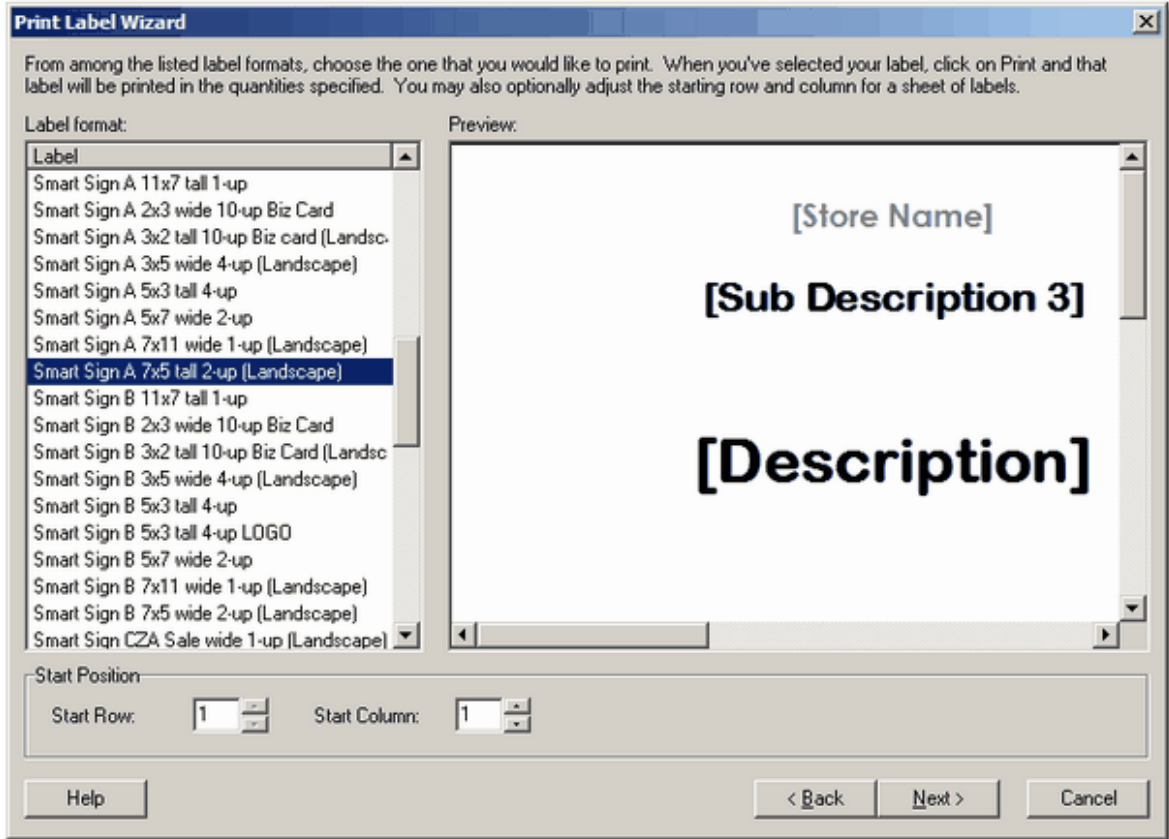 Print Label Wizard
From among the listed label formats, choose the one that you would like to print. When you've selected your label, click on Print and that
label will be printed in the quantities specified. You may also optionally adjust the starting row and column for a sheet of labels.
Label format:
Label
Smart Sign A 11x7 tall 1-up
Smart Sign A 2x3 wide 10-up Biz Card
Smart Sign A 3x2 tall 10-up Biz card (Landsc
Smart Sign A 3x5 wide 4-up (Landscape)
Smart Sign A 5x3 tall 4-up
Smart Sign A 5x7 wide 2-up
Smart Sign A 7x11 wide 1-up (Landscape)
Smart Sign A 7x5 tall 2-up (Landscape)
Smart Sign B 11x7 tall 1-up
Smart Sign B 2x3 wide 10-up Biz Card
Smart Sign B 3x2 tall 10-up Biz Card (Landsc
Smart Sign B 3x5 wide 4-up (Landscape)
Smart Sign B 5x3 tall 4-up
Smart Sign B 5x3 tall 4-up LOGO
Smart Sign B 5x7 wide 2-up
Smart Sign B 7x11 wide 1-up (Landscape)
Smart Sign B 7x5 wide 2-up (Landscape)
Smart Sign CZA Sale wide 1-up (Landscape)
Preview:
[Store Name]
[Sub Description 3]
[Description]
Start Position
Start Row: 1 Start Column: 1
Help < Back Next > Cancel